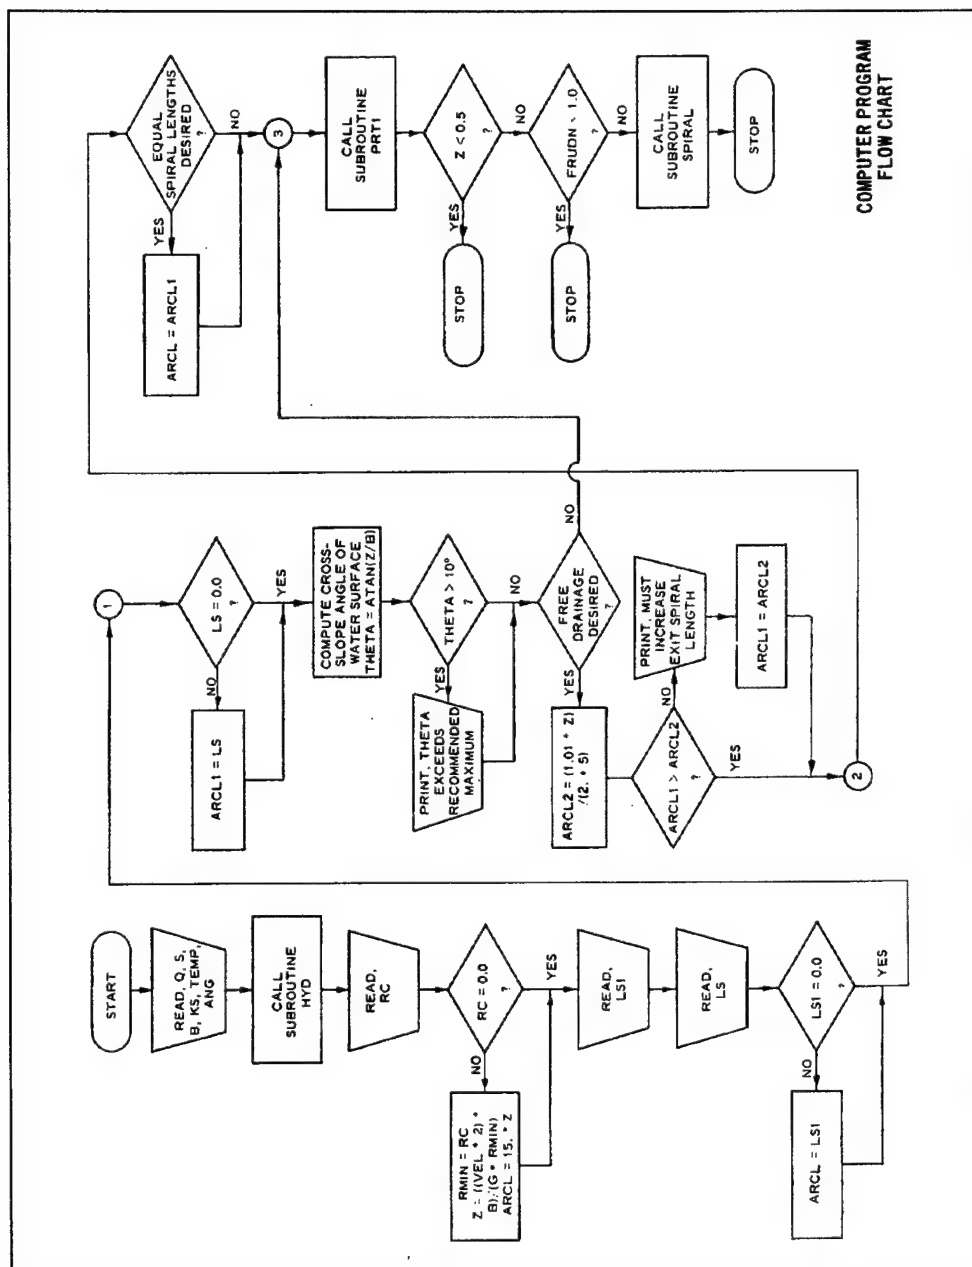 START
READ, Q, S,
B, KS, TEMP,
ANG
CALL
SUBROUTINE
HYD
READ,
RC
RC = 0.0
?
NO
YES
RMIN = RC
Z = ((VEL * 2) *
B)/(G * RMIN)
ARCL = 15. * Z
READ,
LS1
READ,
LS
LS1 = 0.0
?
NO
YES
ARCL = LS1
1
LS = 0.0
?
NO
YES
ARCL1 = LS
COMPUTE CROSS-
SLOPE ANGLE OF
WATER SURFACE
THETA = ATAN(Z/B)
THETA > 10°
?
YES
NO
PRINT, THETA
EXCEEDS
RECOMMENDED
MAXIMUM
FREE
DRAINAGE
DESIRED
?
YES
NO
ARCL2 = (1.01 * Z)
/(2. * S)
ARCL1 > ARCL2
?
NO
YES
PRINT, MUST
INCREASE
EXIT SPIRAL
LENGTH
ARCL1 = ARCL2
2
EQUAL
SPIRAL LENGTHS
DESIRED
?
YES
NO
ARCL = ARCL1
3
CALL
SUBROUTINE
PRT1
Z < 0.5
?
YES
NO
STOP
FRUDN < 1.0
?
YES
NO
STOP
CALL
SUBROUTINE
SPIRAL
STOP
COMPUTER PROGRAM
FLOW CHART